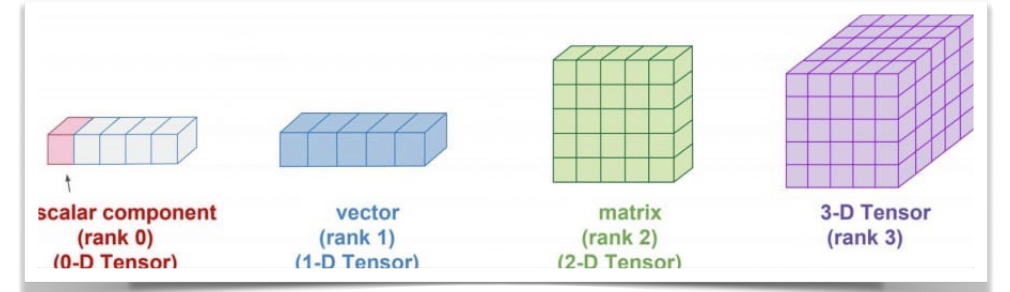 scalar component
(rank 0)
(0-D Tensor)
vector
(rank 1)
(1-D Tensor)
matrix
(rank 2)
(2-D Tensor)
3-D Tensor
(rank 3)